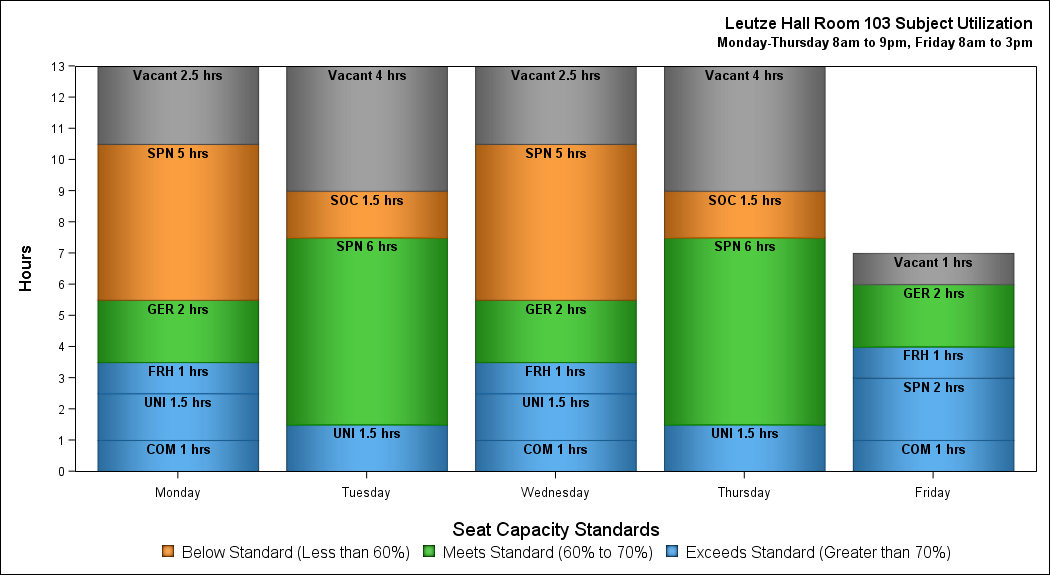 Leutze Hall Room 103 Subject Utilization
Monday-Thursday 8am to 9pm, Friday 8am to 3pm
Hours
13
12
11
10
9
8
7
6
5
4
3
2
1
0
Vacant 2.5 hrs
SPN 5 hrs
GER 2 hrs
FRH 1 hrs
UNI 1.5 hrs
COM 1 hrs
Vacant 4 hrs
SOC 1.5 hrs
SPN 6 hrs
UNI 1.5 hrs
Vacant 2.5 hrs
SPN 5 hrs
GER 2 hrs
FRH 1 hrs
UNI 1.5 hrs
COM 1 hrs
Vacant 4 hrs
SOC 1.5 hrs
SPN 6 hrs
UNI 1.5 hrs
Vacant 1 hrs
GER 2 hrs
FRH 1 hrs
SPN 2 hrs
COM 1 hrs
Monday Tuesday Wednesday Thursday Friday
Seat Capacity Standards
Below Standard (Less than 60%) Meets Standard (60% to 70%) Exceeds Standard (Greater than 70%)